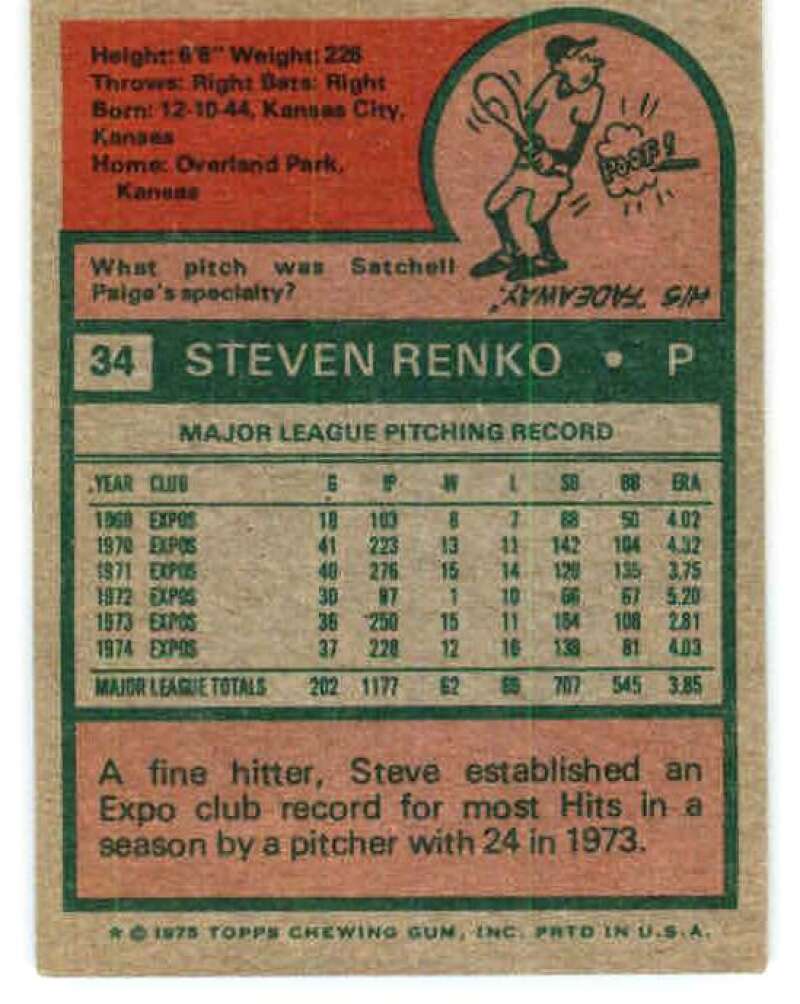 Height: 6'6" Weight: 226
Throws: Right Bats: Right
Born: 12-10-44, Kansas City,
Kansas
Home: Overland Park,
Kansas
POOF!
What pitch was Satchell
Paige's specialty?
HIS "FADEAWAY."
34 STEVEN RENKO • P
MAJOR LEAGUE PITCHING RECORD
YEAR CLUB G IP W L SO BB ERA
1969 EXPOS 18 103 6 7 68 50 4.02
1970 EXPOS 41 223 13 11 142 104 4.32
1971 EXPOS 40 276 15 14 129 135 3.75
1972 EXPOS 30 97 1 10 66 67 5.20
1973 EXPOS 36 250 15 11 164 108 2.81
1974 EXPOS 37 228 12 16 138 81 4.03
MAJOR LEAGUE TOTALS 202 1177 62 69 707 545 3.85
A fine hitter, Steve established an
Expo club record for most Hits in a
season by a pitcher with 24 in 1973.
* © 1975 TOPPS CHEWING GUM, INC. PRTD IN U.S.A.